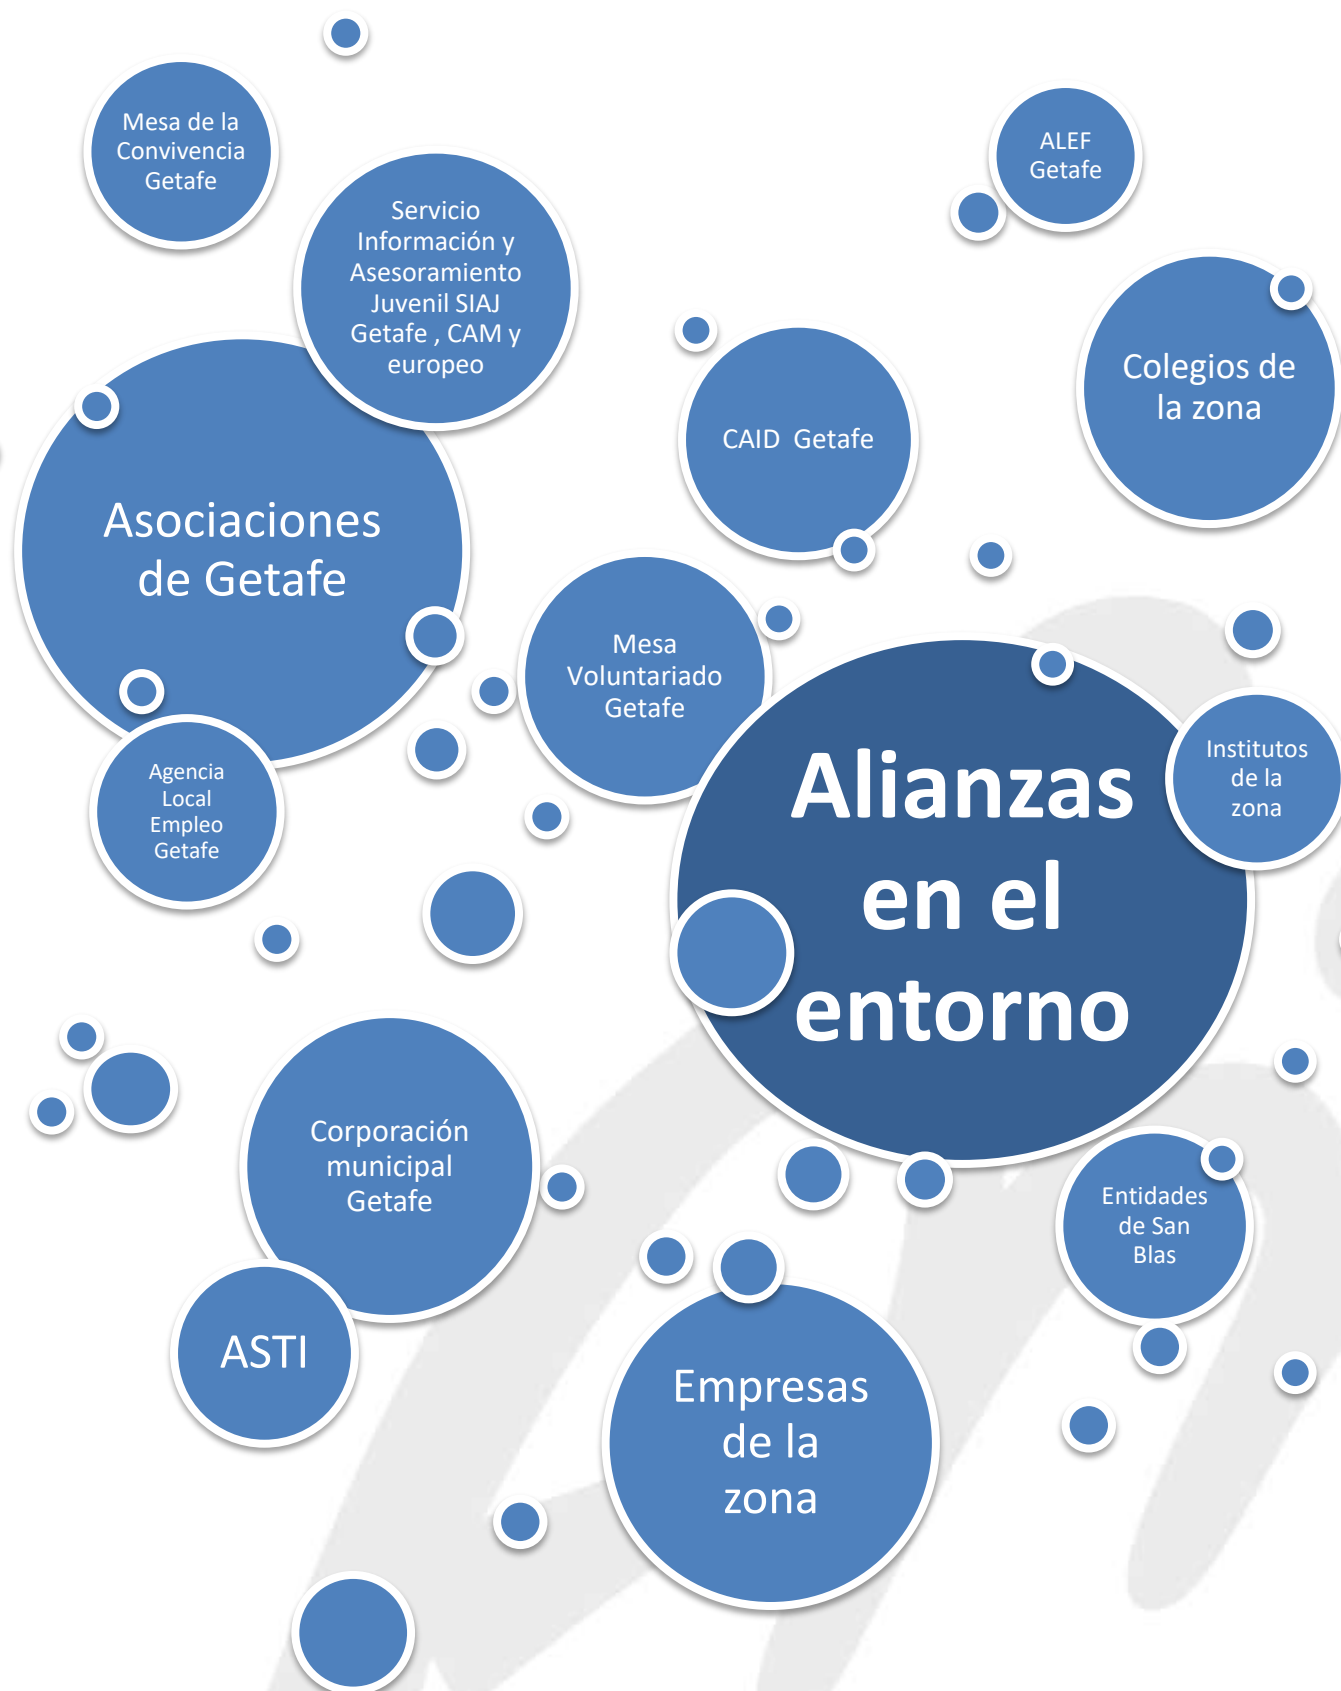 Mesa de la
Convivencia
Getafe
ALEF
Getafe
Servicio
Información y
Asesoramiento
Juvenil SIAJ
Getafe , CAM y
europeo
Colegios de
la zona
CAID  Getafe
Asociaciones
de Getafe
Mesa
Voluntariado
Getafe
Alianzas
en el
entorno
Institutos
de la
zona
Agencia
Local
Empleo
Getafe
Corporación
municipal
Getafe
Entidades
de San
Blas
ASTI
Empresas
de la
zona